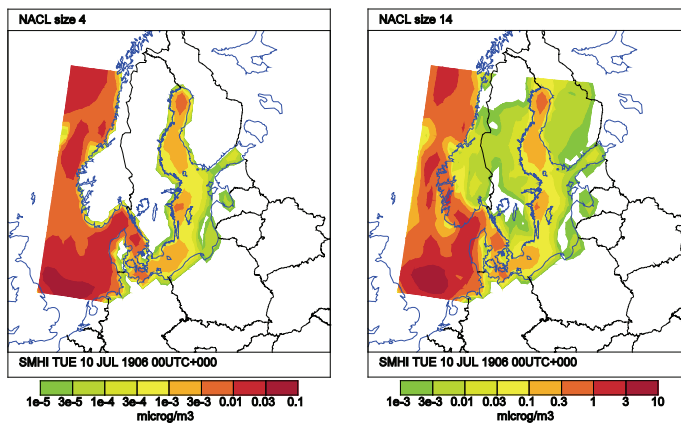 NACL size 4
NACL size 14
SMHI TUE 10 JUL 1906 00UTC+000
SMHI TUE 10 JUL 1906 00UTC+000
1e-5 3e-5 1e-4 3e-4 1e-3 3e-3 0.01 0.03 0.1
1e-3 3e-3 0.01 0.03 0.1 0.3 1 3 10
microg/m3
microg/m3